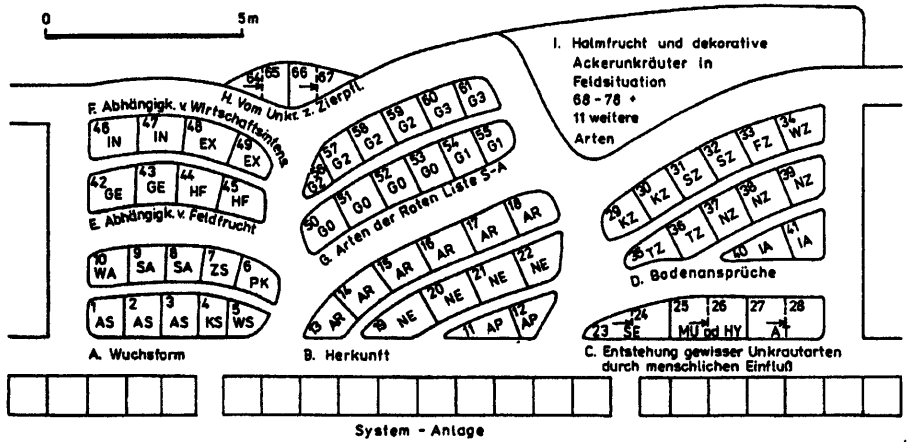 0 5m
I. Halmfrucht und dekorative
Ackerunkräuter in
Feldsituation
68 - 78 +
11 weitere
Arten
64 65 66 67
H. Vom Unkr. z. Zierpfl.
F. Abhängigk. v. Wirtschaftsintens.
46 IN 47 IN 48 EX 49 EX
42 GE 43 GE 44 HF 45 HF
E. Abhängigk. v. Feldfrucht
10 WA 9 SA 8 SA 7 ZS 6 PK
1 AS 2 AS 3 AS 4 KS 5 WS
A. Wuchsform
56 G2 57 G2 58 G2 59 G2 60 G3 61 G3
50 G0 51 G0 52 G0 53 G0 54 G1 55 G1
G. Arten der Roten Liste S-A
13 AR 14 AR 15 AR 16 AR 17 AR 18 AR
19 NE 20 NE 21 NE 22 NE
11 AP 12 AP
B. Herkunft
29 KZ 30 KZ 31 SZ 32 SZ 33 FZ 34 WZ
35 TZ 36 TZ 37 NZ 38 NZ 39 NZ
40 IA 41 IA
D. Bodenansprüche
23 SE 24 25 MU od HY 26 27 AT 28
C. Entstehung gewisser Unkrautarten
durch menschlichen Einfluß
System - Anlage